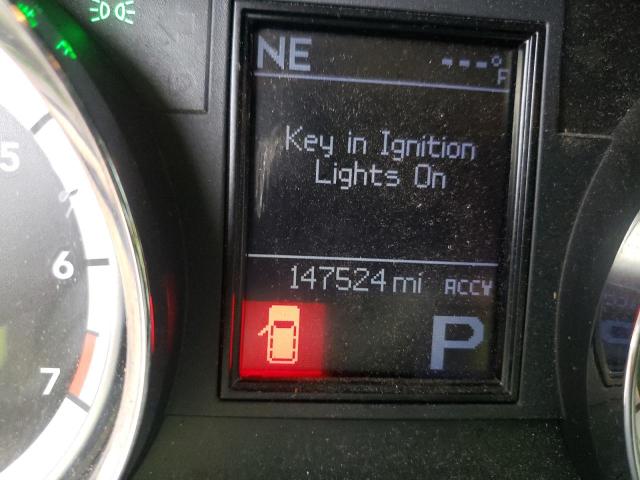 NE ---°F
Key in Ignition
Lights On
147524 mi ACCY
P
5
6
7